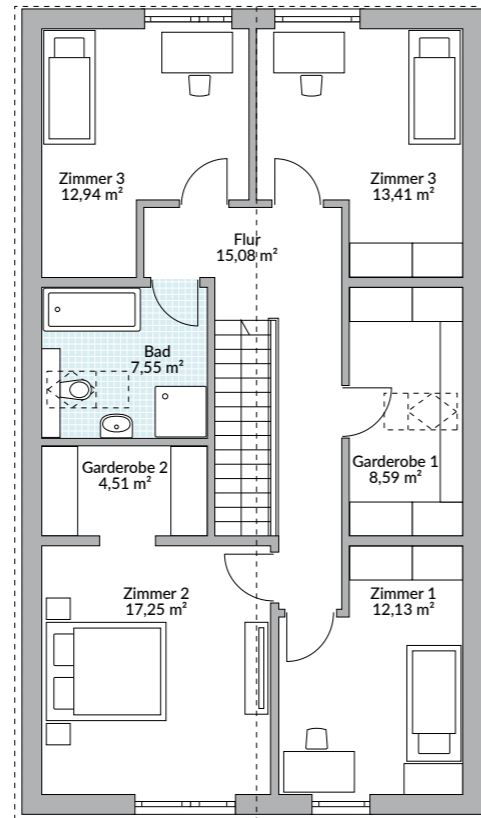 Zimmer 3
12,94 m²
Zimmer 3
13,41 m²
Flur
15,08 m²
Bad
7,55 m²
Garderobe 2
4,51 m²
Garderobe 1
8,59 m²
Zimmer 2
17,25 m²
Zimmer 1
12,13 m²